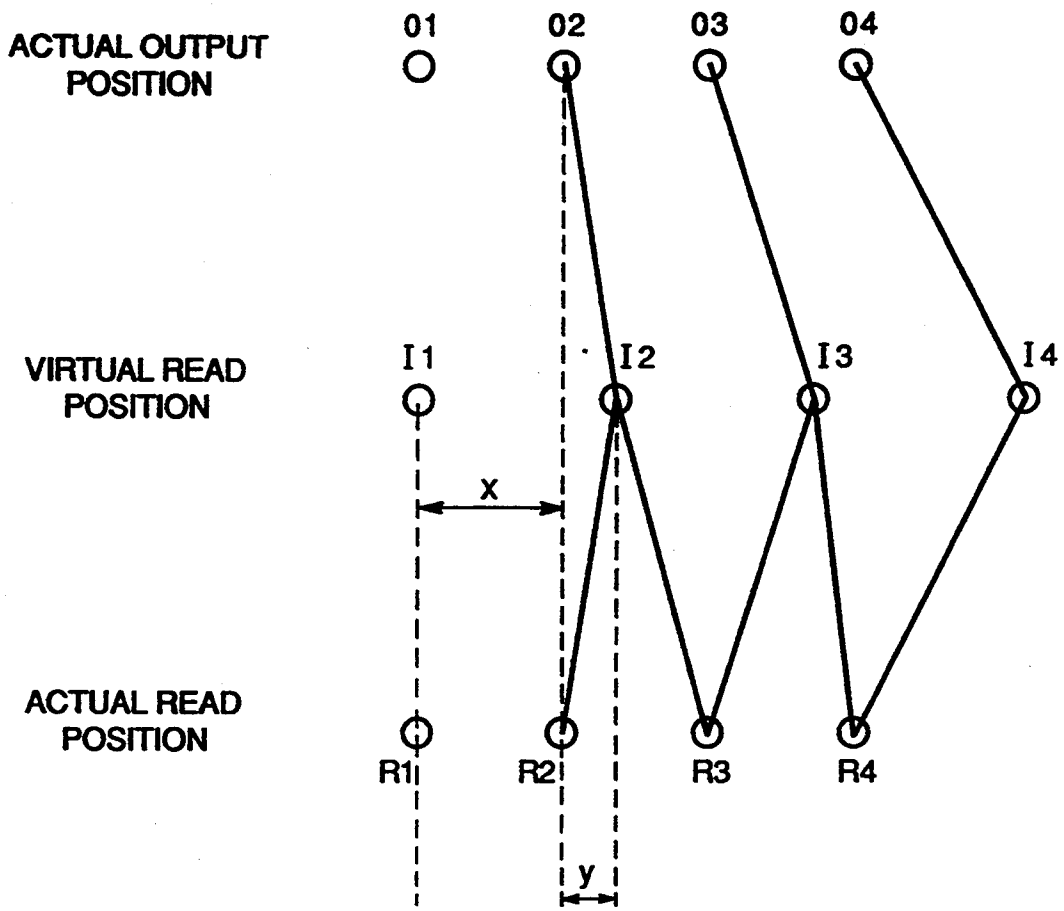 01 02 03 04
ACTUAL OUTPUT
POSITION
I1 I2 I3 I4
VIRTUAL READ
POSITION
X
ACTUAL READ
POSITION
R1 R2 R3 R4
y